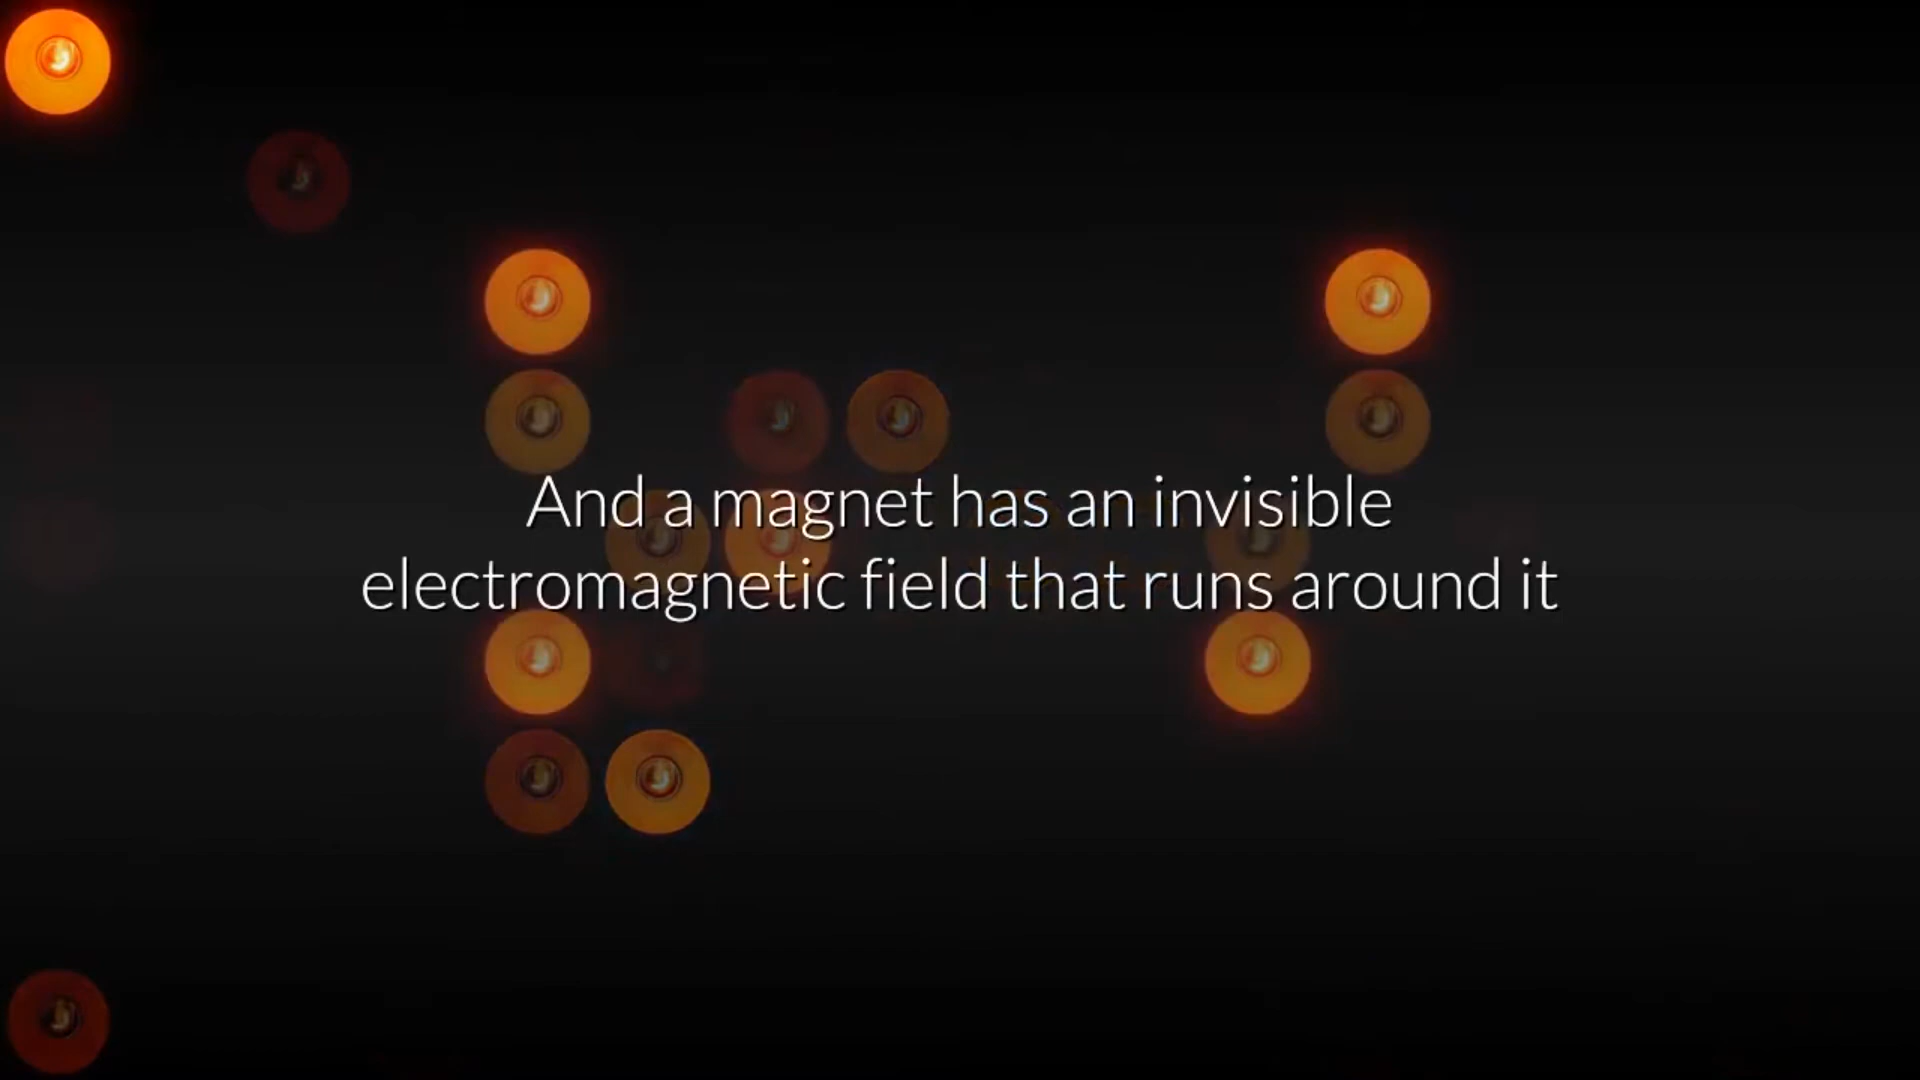 And a magnet has an invisible
electromagnetic field that runs around it